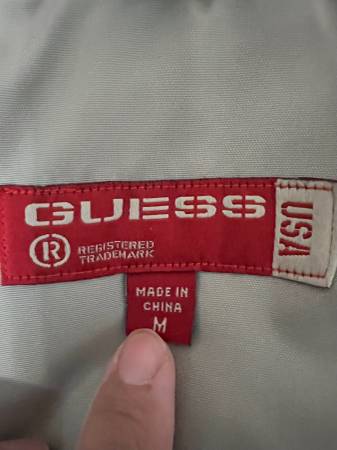 GUESS
USA
® REGISTERED
TRADEMARK
MADE IN
CHINA
M